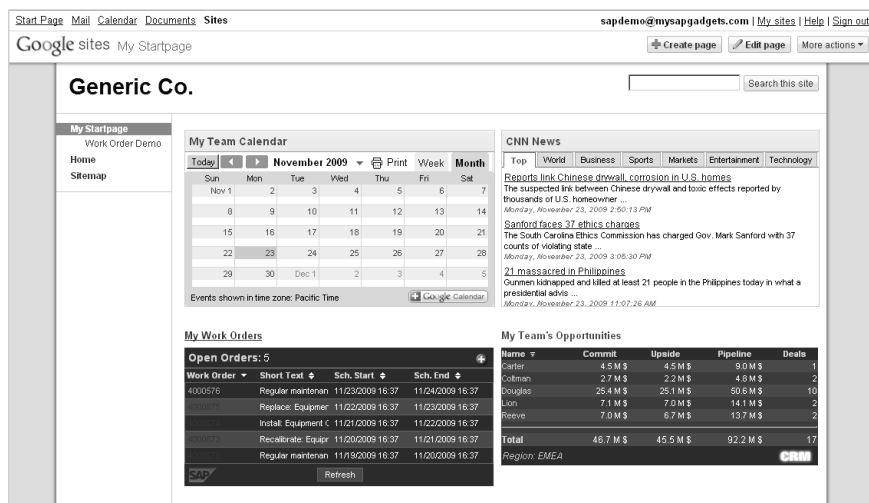 Start Page Mail Calendar Documents Sites
sapdemo@mysapgadgets.com | My sites | Help | Sign out
Google sites My Startpage
Create page Edit page More actions
Generic Co.
Search this site
My Startpage
Work Order Demo
Home
Sitemap
My Team Calendar
Today November 2009 Print Week Month
Sun Mon Tue Wed Thu Fri Sat
Nov 1 2 3 4 5 6 7
8 9 10 11 12 13 14
15 16 17 18 19 20 21
22 23 24 25 26 27 28
29 30 Dec 1 2 3 4 5
Events shown in time zone: Pacific Time
Google Calendar
CNN News
Top World Business Sports Markets Entertainment Technology
Reports link Chinese drywall, corrosion in U.S. homes
The suspected link between Chinese drywall and toxic effects reported by
thousands of U.S. homeowner ...
Monday, November 23, 2009 2:50:13 PM
Sanford faces 37 ethics charges
The South Carolina Ethics Commission has charged Gov. Mark Sanford with 37
counts of violating state ...
Monday, November 23, 2009 3:05:30 PM
21 massacred in Philippines
Gunmen kidnapped and killed at least 21 people in the Philippines today in what a
presidential advis ...
Monday, November 23, 2009 11:07:26 AM
My Work Orders
Open Orders: 5
Work Order Short Text Sch. Start Sch. End
4000576 Regular maintenan 11/23/2009 16:37 11/24/2009 16:37
Replace: Equipmer 11/22/2009 16:37 11/23/2009 16:37
Install: Equipment C 11/21/2009 16:37 11/22/2009 16:37
Recalibrate: Equipr 11/20/2009 16:37 11/21/2009 16:37
Regular maintenan 11/19/2009 16:37 11/20/2009 16:37
SAP Refresh
My Team's Opportunities
Name Commit Upside Pipeline Deals
Carter 4.5 M $ 4.5 M $ 9.0 M $ 1
Coltman 2.7 M $ 2.2 M $ 4.8 M $ 2
Douglas 25.4 M $ 25.1 M $ 50.6 M $ 10
Lion 7.1 M $ 7.0 M $ 14.1 M $ 2
Reeve 7.0 M $ 6.7 M $ 13.7 M $ 2
Total 46.7 M $ 45.5 M $ 92.2 M $ 17
Region: EMEA CRM